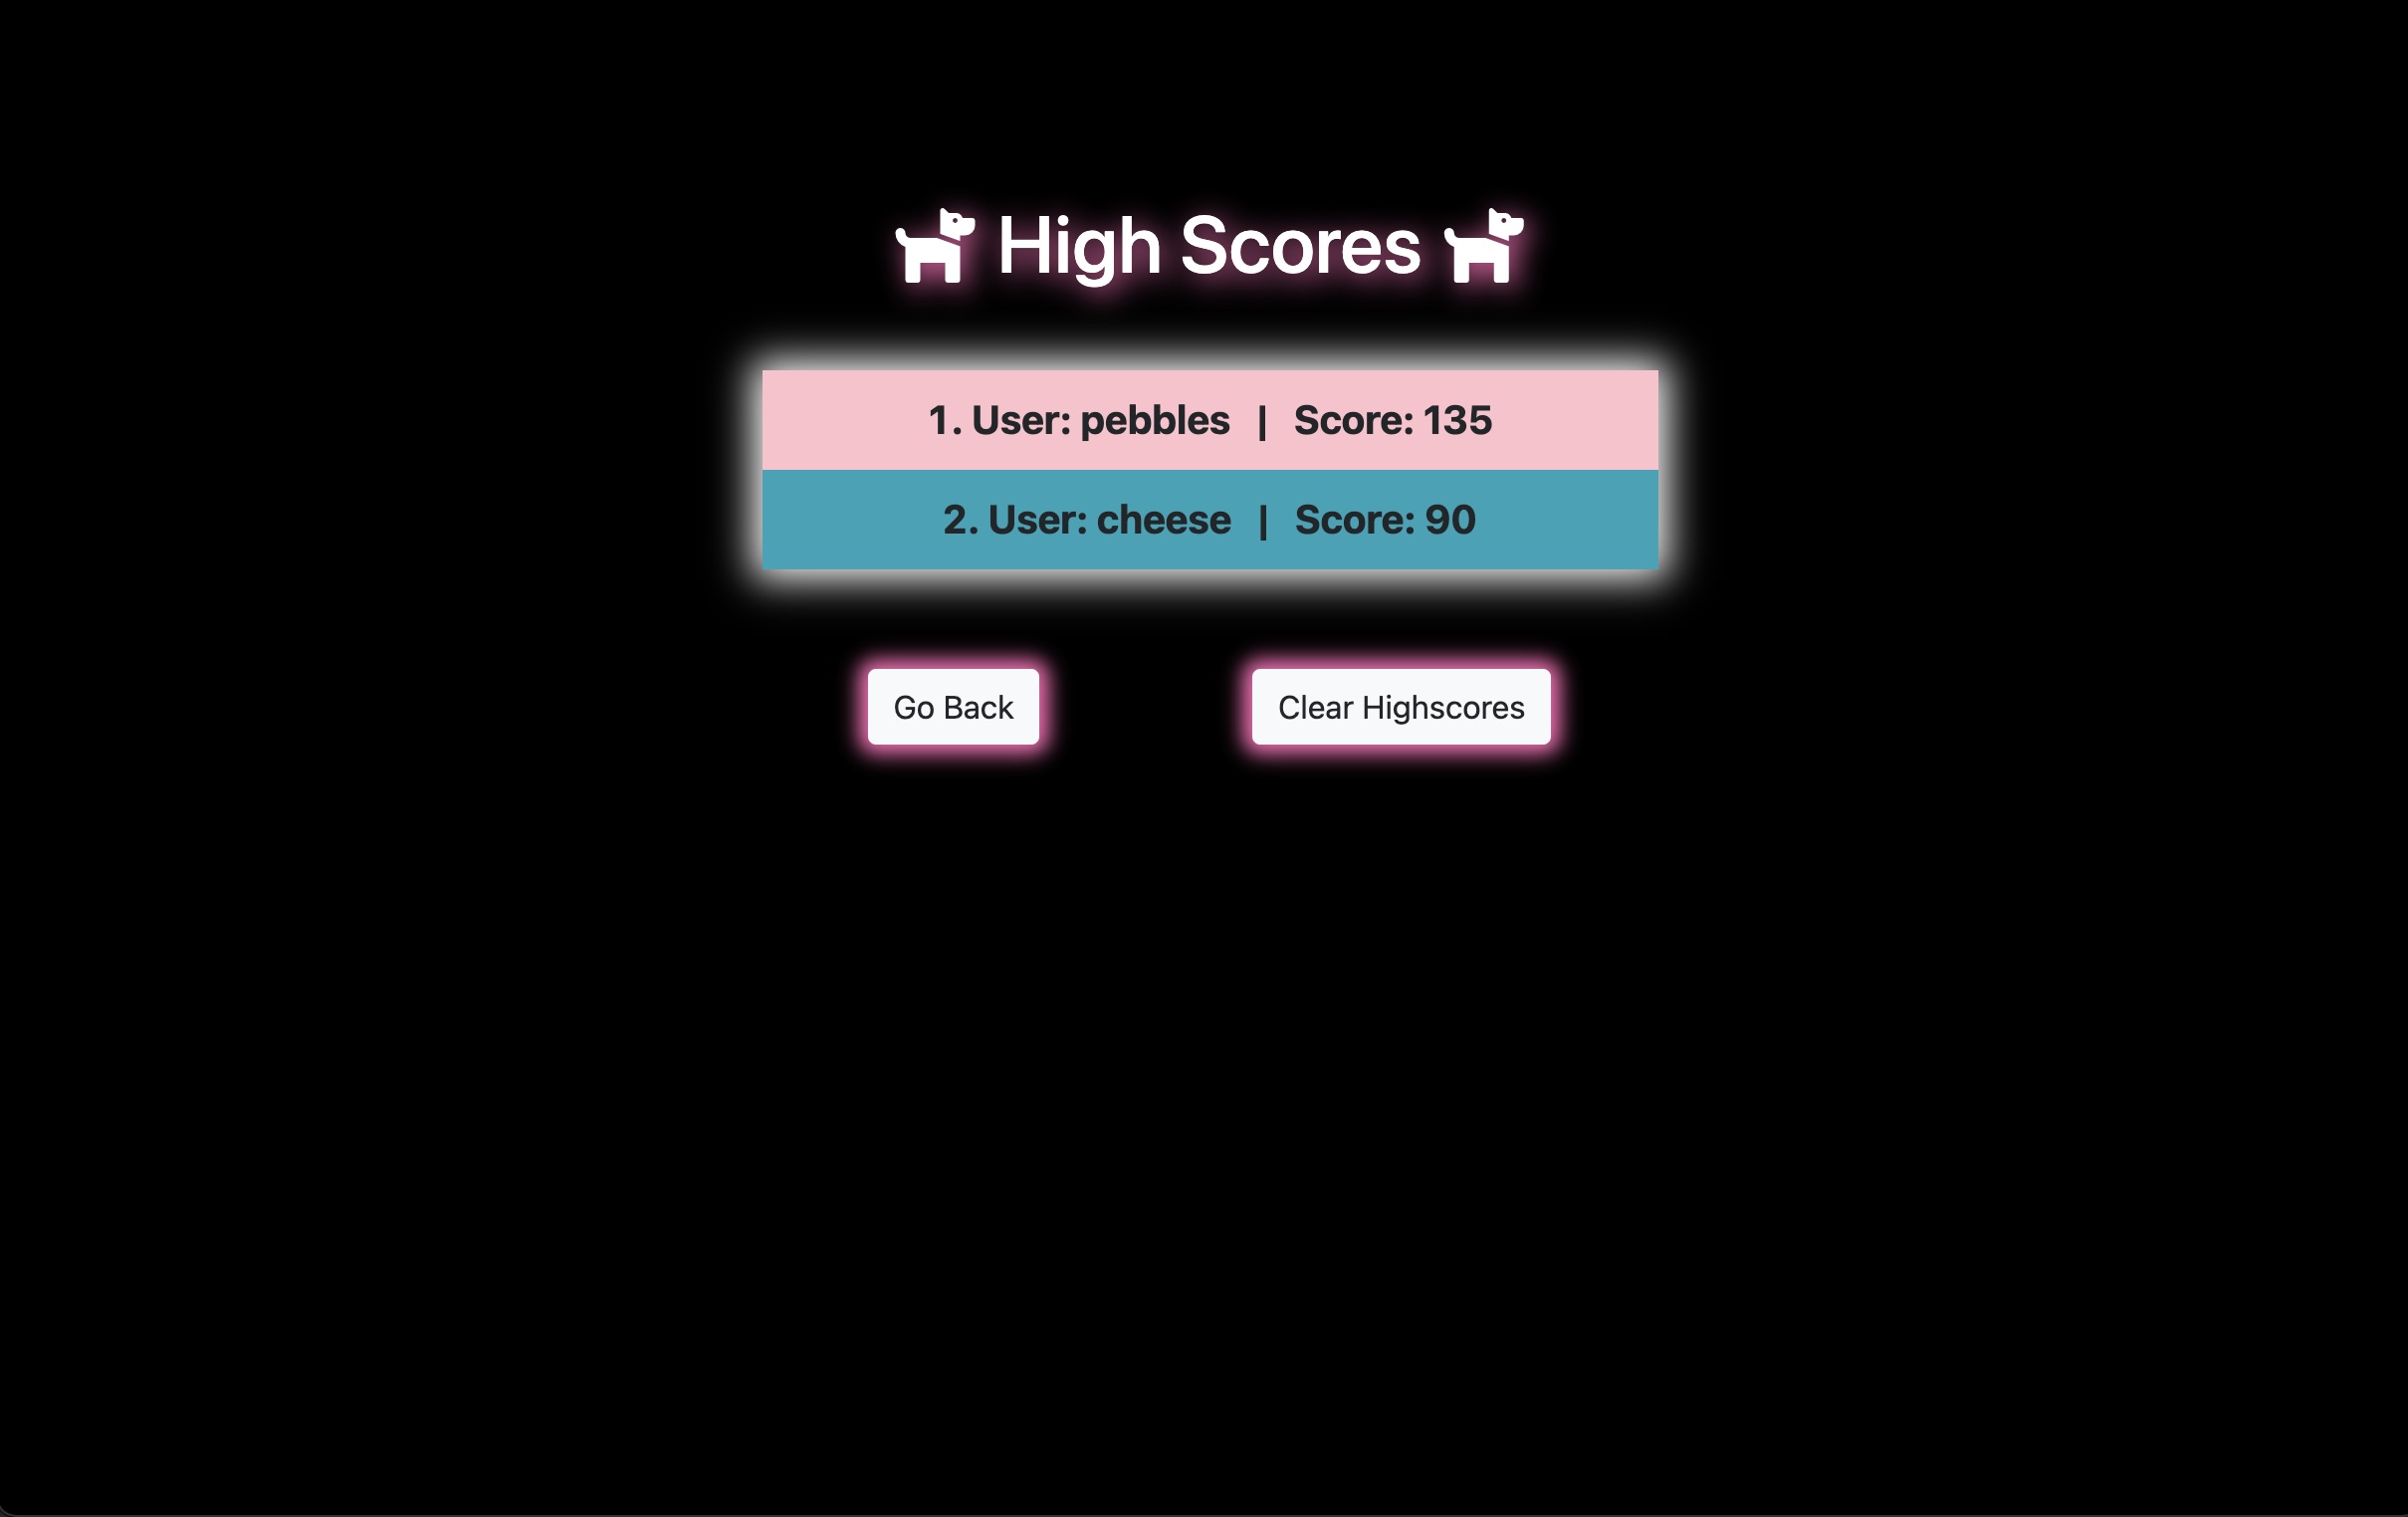 High Scores
1. User: pebbles | Score: 135
2. User: cheese | Score: 90
Go Back
Clear Highscores